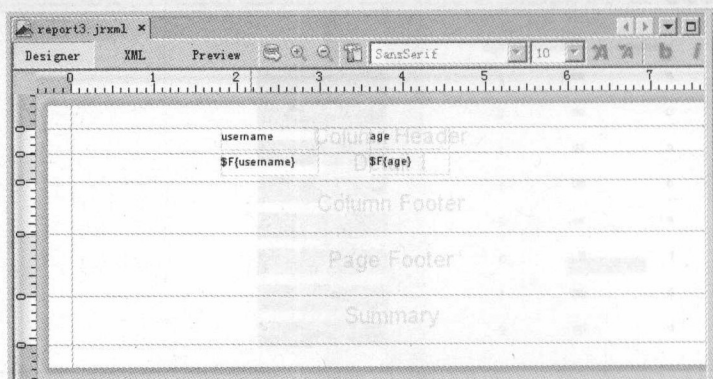 report3.jrxml ×
Designer XML Preview SansSerif 10 b i
0 1 2 3 4 5 6 7
username Column Header age
$F{username} Detail 1 $F{age}
Column Footer
Page Footer
Summary